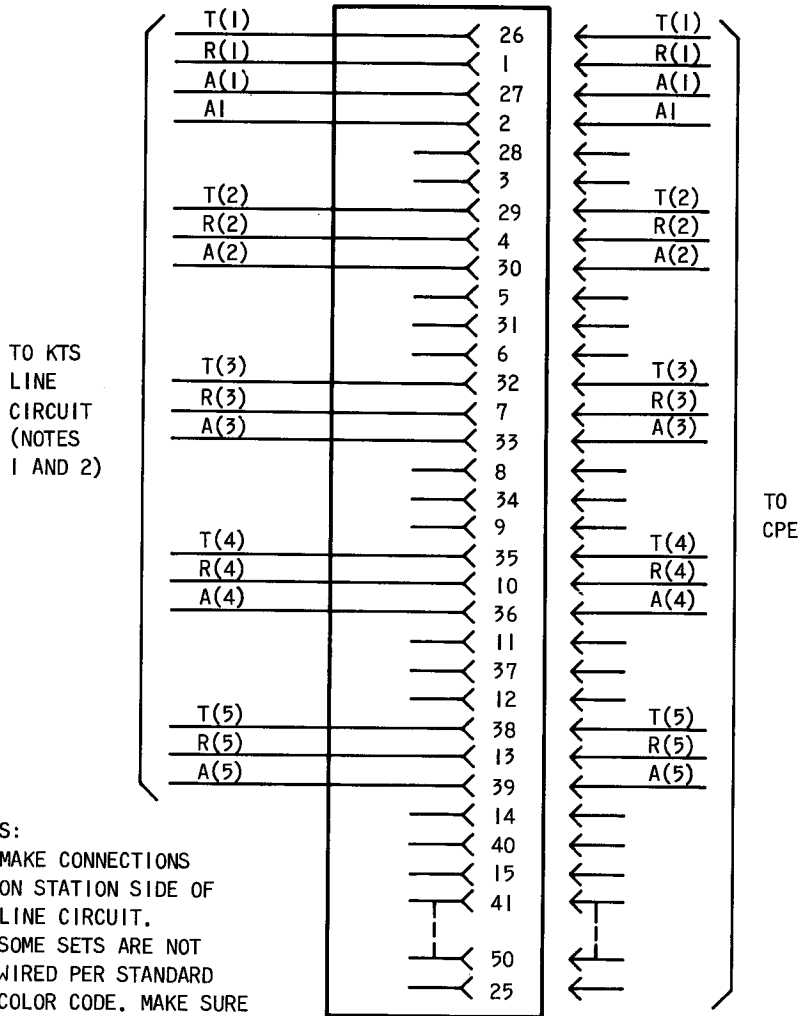 T(1) 26 T(1)
R(1) 1 R(1)
A(1) 27 A(1)
A1 2 A1
28
3
T(2) 29 T(2)
R(2) 4 R(2)
A(2) 30 A(2)
5
31
6
T(3) 32 T(3)
R(3) 7 R(3)
A(3) 33 A(3)
8
34
9
T(4) 35 T(4)
R(4) 10 R(4)
A(4) 36 A(4)
11
37
12
T(5) 38 T(5)
R(5) 13 R(5)
A(5) 39 A(5)
14
40
15
41
50
25
TO KTS
LINE
CIRCUIT
(NOTES
1 AND 2)
TO
CPE
S:
MAKE CONNECTIONS
ON STATION SIDE OF
LINE CIRCUIT.
SOME SETS ARE NOT
WIRED PER STANDARD
COLOR CODE. MAKE SURE